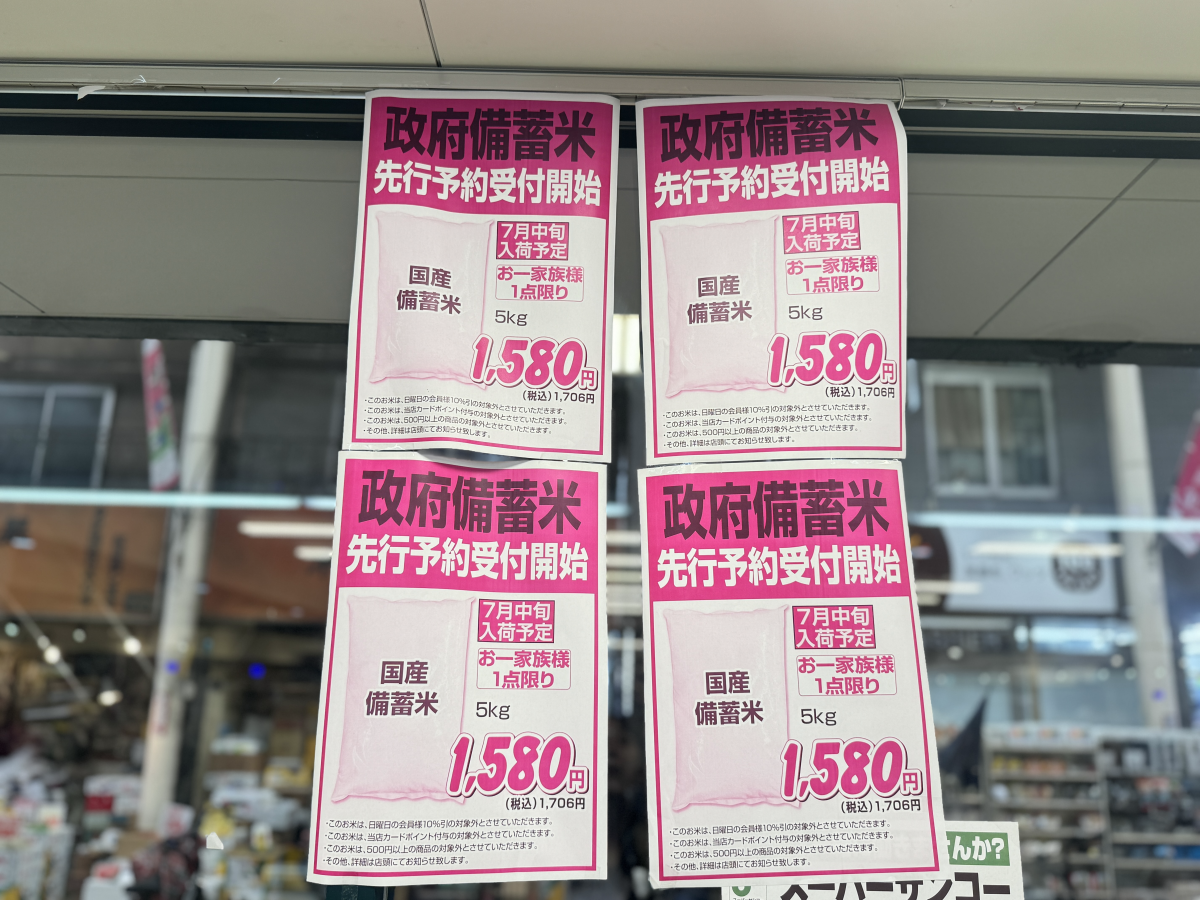 政府備蓄米
先行予約受付開始
7月中旬
入荷予定
お一家族様
1点限り
国産
備蓄米
5kg
1,580円
(税込)1,706円
・このお米は、日曜日の会員様10%引の対象外とさせていただきます。
・このお米は、当店カードポイント付与の対象外とさせていただきます。
・このお米は、500円以上の商品の対象外とさせていただきます。
・その他、詳細は店頭にてお知らせ致します。
政府備蓄米
先行予約受付開始
7月中旬
入荷予定
お一家族様
1点限り
国産
備蓄米
5kg
1,580円
(税込)1,706円
・このお米は、日曜日の会員様10%引の対象外とさせていただきます。
・このお米は、当店カードポイント付与の対象外とさせていただきます。
・このお米は、500円以上の商品の対象外とさせていただきます。
・その他、詳細は店頭にてお知らせ致します。
政府備蓄米
先行予約受付開始
7月中旬
入荷予定
お一家族様
1点限り
国産
備蓄米
5kg
1,580円
(税込)1,706円
・このお米は、日曜日の会員様10%引の対象外とさせていただきます。
・このお米は、当店カードポイント付与の対象外とさせていただきます。
・このお米は、500円以上の商品の対象外とさせていただきます。
・その他、詳細は店頭にてお知らせ致します。
政府備蓄米
先行予約受付開始
7月中旬
入荷予定
お一家族様
1点限り
国産
備蓄米
5kg
1,580円
(税込)1,706円
・このお米は、日曜日の会員様10%引の対象外とさせていただきます。
・このお米は、当店カードポイント付与の対象外とさせていただきます。
・このお米は、500円以上の商品の対象外とさせていただきます。
・その他、詳細は店頭にてお知らせ致します。
せんか?
スーパーサンコー